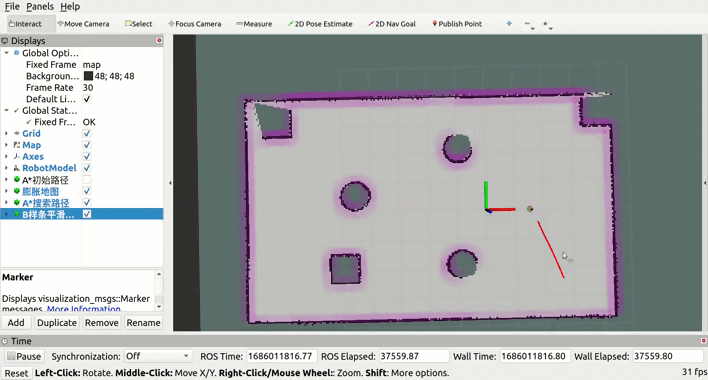 File Panels Help
Interact Move Camera Select Focus Camera Measure 2D Pose Estimate 2D Nav Goal Publish Point
Displays
Global Opti...
Fixed Frame map
Backgroun... 48; 48; 48
Frame Rate 30
Default Li...
Global Stat...
Fixed Fr... OK
Grid
Map
Axes
RobotModel
A*初始路径
膨胀地图
A*搜索路径
B样条平滑...
Marker
Displays visualization_msgs::Marker
messages. More Information.
Add Duplicate Remove Rename
Time
Pause Synchronization: Off ROS Time: 1686011816.77 ROS Elapsed: 37559.87 Wall Time: 1686011816.80 Wall Elapsed: 37559.80
Reset Left-Click: Rotate. Middle-Click: Move X/Y. Right-Click/Mouse Wheel:: Zoom. Shift: More options. 31 fps